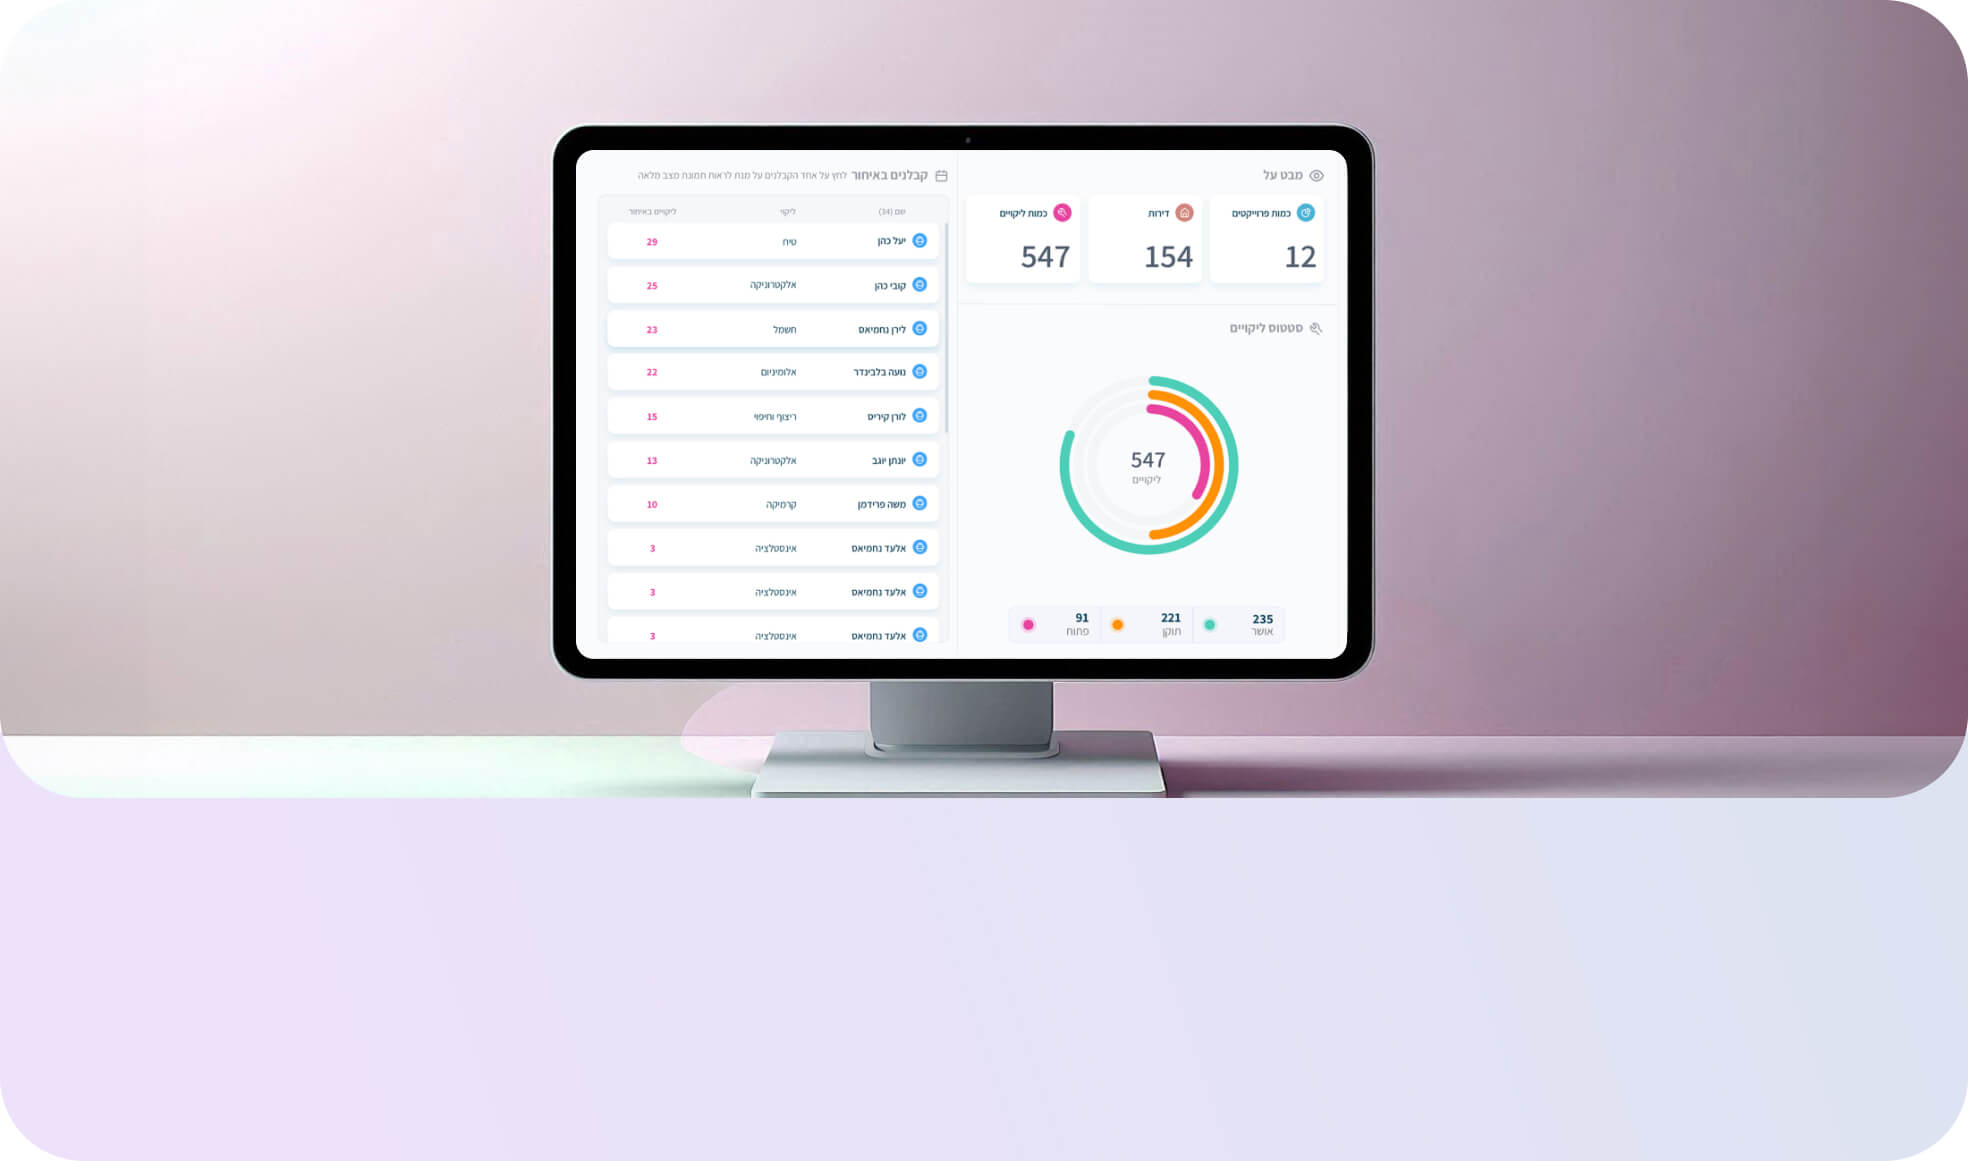 מבט על
כמות פרוייקטים
12
דירות
154
כמות ליקויים
547
סטטוס ליקויים
547
ליקויים
235
אושר
221
תוקן
91
פתוח
קבלנים באיחור לחץ על אחד הקבלנים על מנת לראות תמונת מצב מלאה
שם (34) ליקוי ליקויים באיחור
יעל כהן טיח 29
קובי כהן אלקטרוניקה 25
לירן נחמיאס חשמל 23
נועה בלבינדר אלומיניום 22
לורן קיריס ריצוף וחיפוי 15
יונתן יוגב אלקטרוניקה 13
משה פרידמן קרמיקה 10
אלעד נחמיאס אינסטלציה 3
אלעד נחמיאס אינסטלציה 3
אלעד נחמיאס אינסטלציה 3